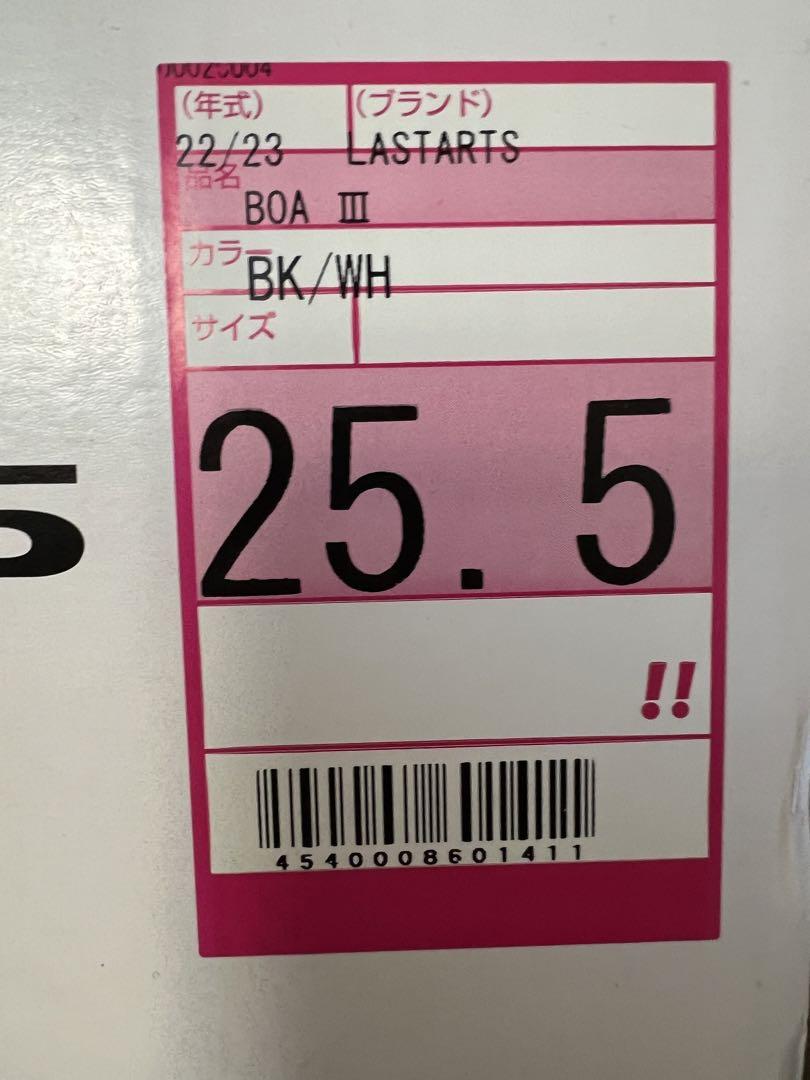 (年式) (ブランド)
22/23 LASTARTS
品名
BOA Ⅲ
カラー
BK/WH
サイズ
25.5
!!
4540008601411